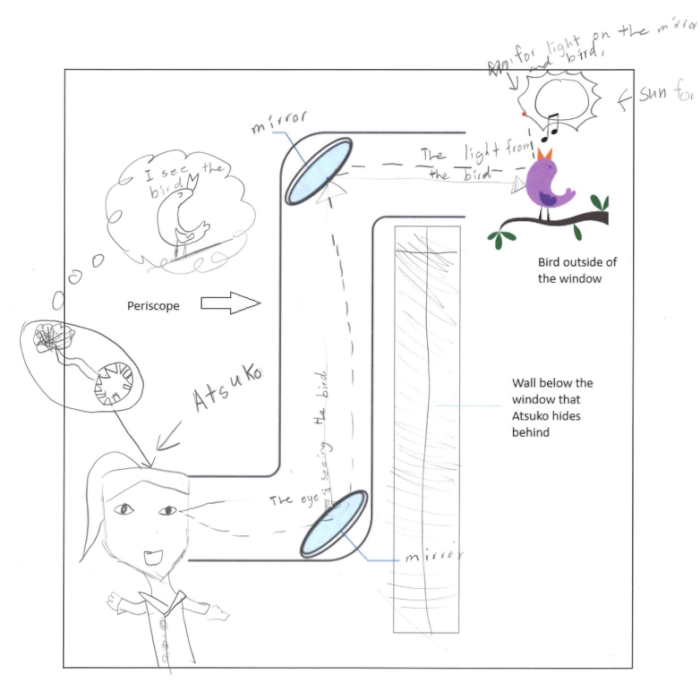 for light on the mirror
and bird,
sun for
mirror
The light from
the bird
I see the
bird
Bird outside of
the window
Periscope
Atsuko
Wall below the
window that
Atsuko hides
behind
The eye is seeing the bird
mirror